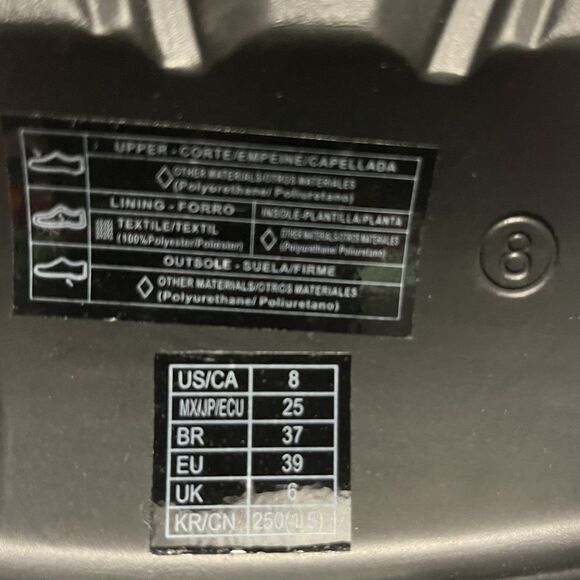 UPPER - CORTE/EMPEINE/CAPELLADA
OTHER MATERIALS/OTROS MATERIALES
(Polyurethane/ Poliuretano)
LINING - FORRO
TEXTILE/TEXTIL
(100%Polyester/Poliester)
INSOLE-PLANTILLA/PLANTA
OTHER MATERIALS/OTROS MATERIALES
(Polyurethane/ Poliuretano)
OUTSOLE - SUELA/FIRME
OTHER MATERIALS/OTROS MATERIALES
(Polyurethane/ Poliuretano)
8
US/CA 8
MX/JP/ECU 25
BR 37
EU 39
UK 6
KR/CN 250(1.5)